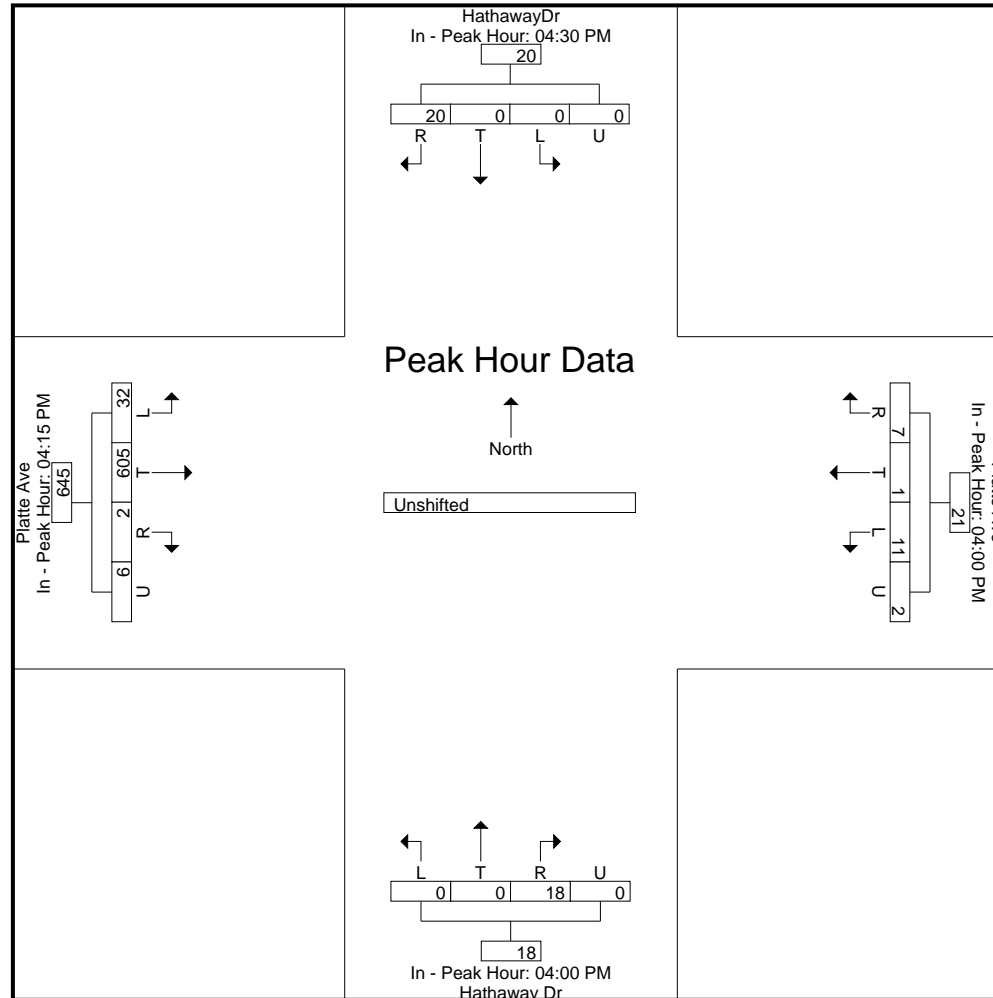 HathawayDr
In - Peak Hour: 04:30 PM
20
20 0 0 0
R T L U
Peak Hour Data
North
Unshifted
Platte Ave
In - Peak Hour: 04:15 PM
645
32 605 2 6
L T R U
In - Peak Hour: 04:00 PM
21
7 1 11 2
R T L U
L T R U
0 0 18 0
18
In - Peak Hour: 04:00 PM
Hathaway Dr